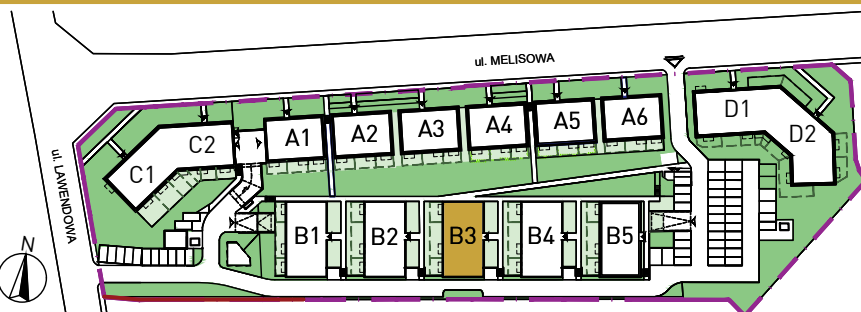 ul. MELISOWA
ul. LAWENDOWA
N
C1
C2
A1
A2
A3
A4
A5
A6
D1
D2
B1
B2
B3
B4
B5